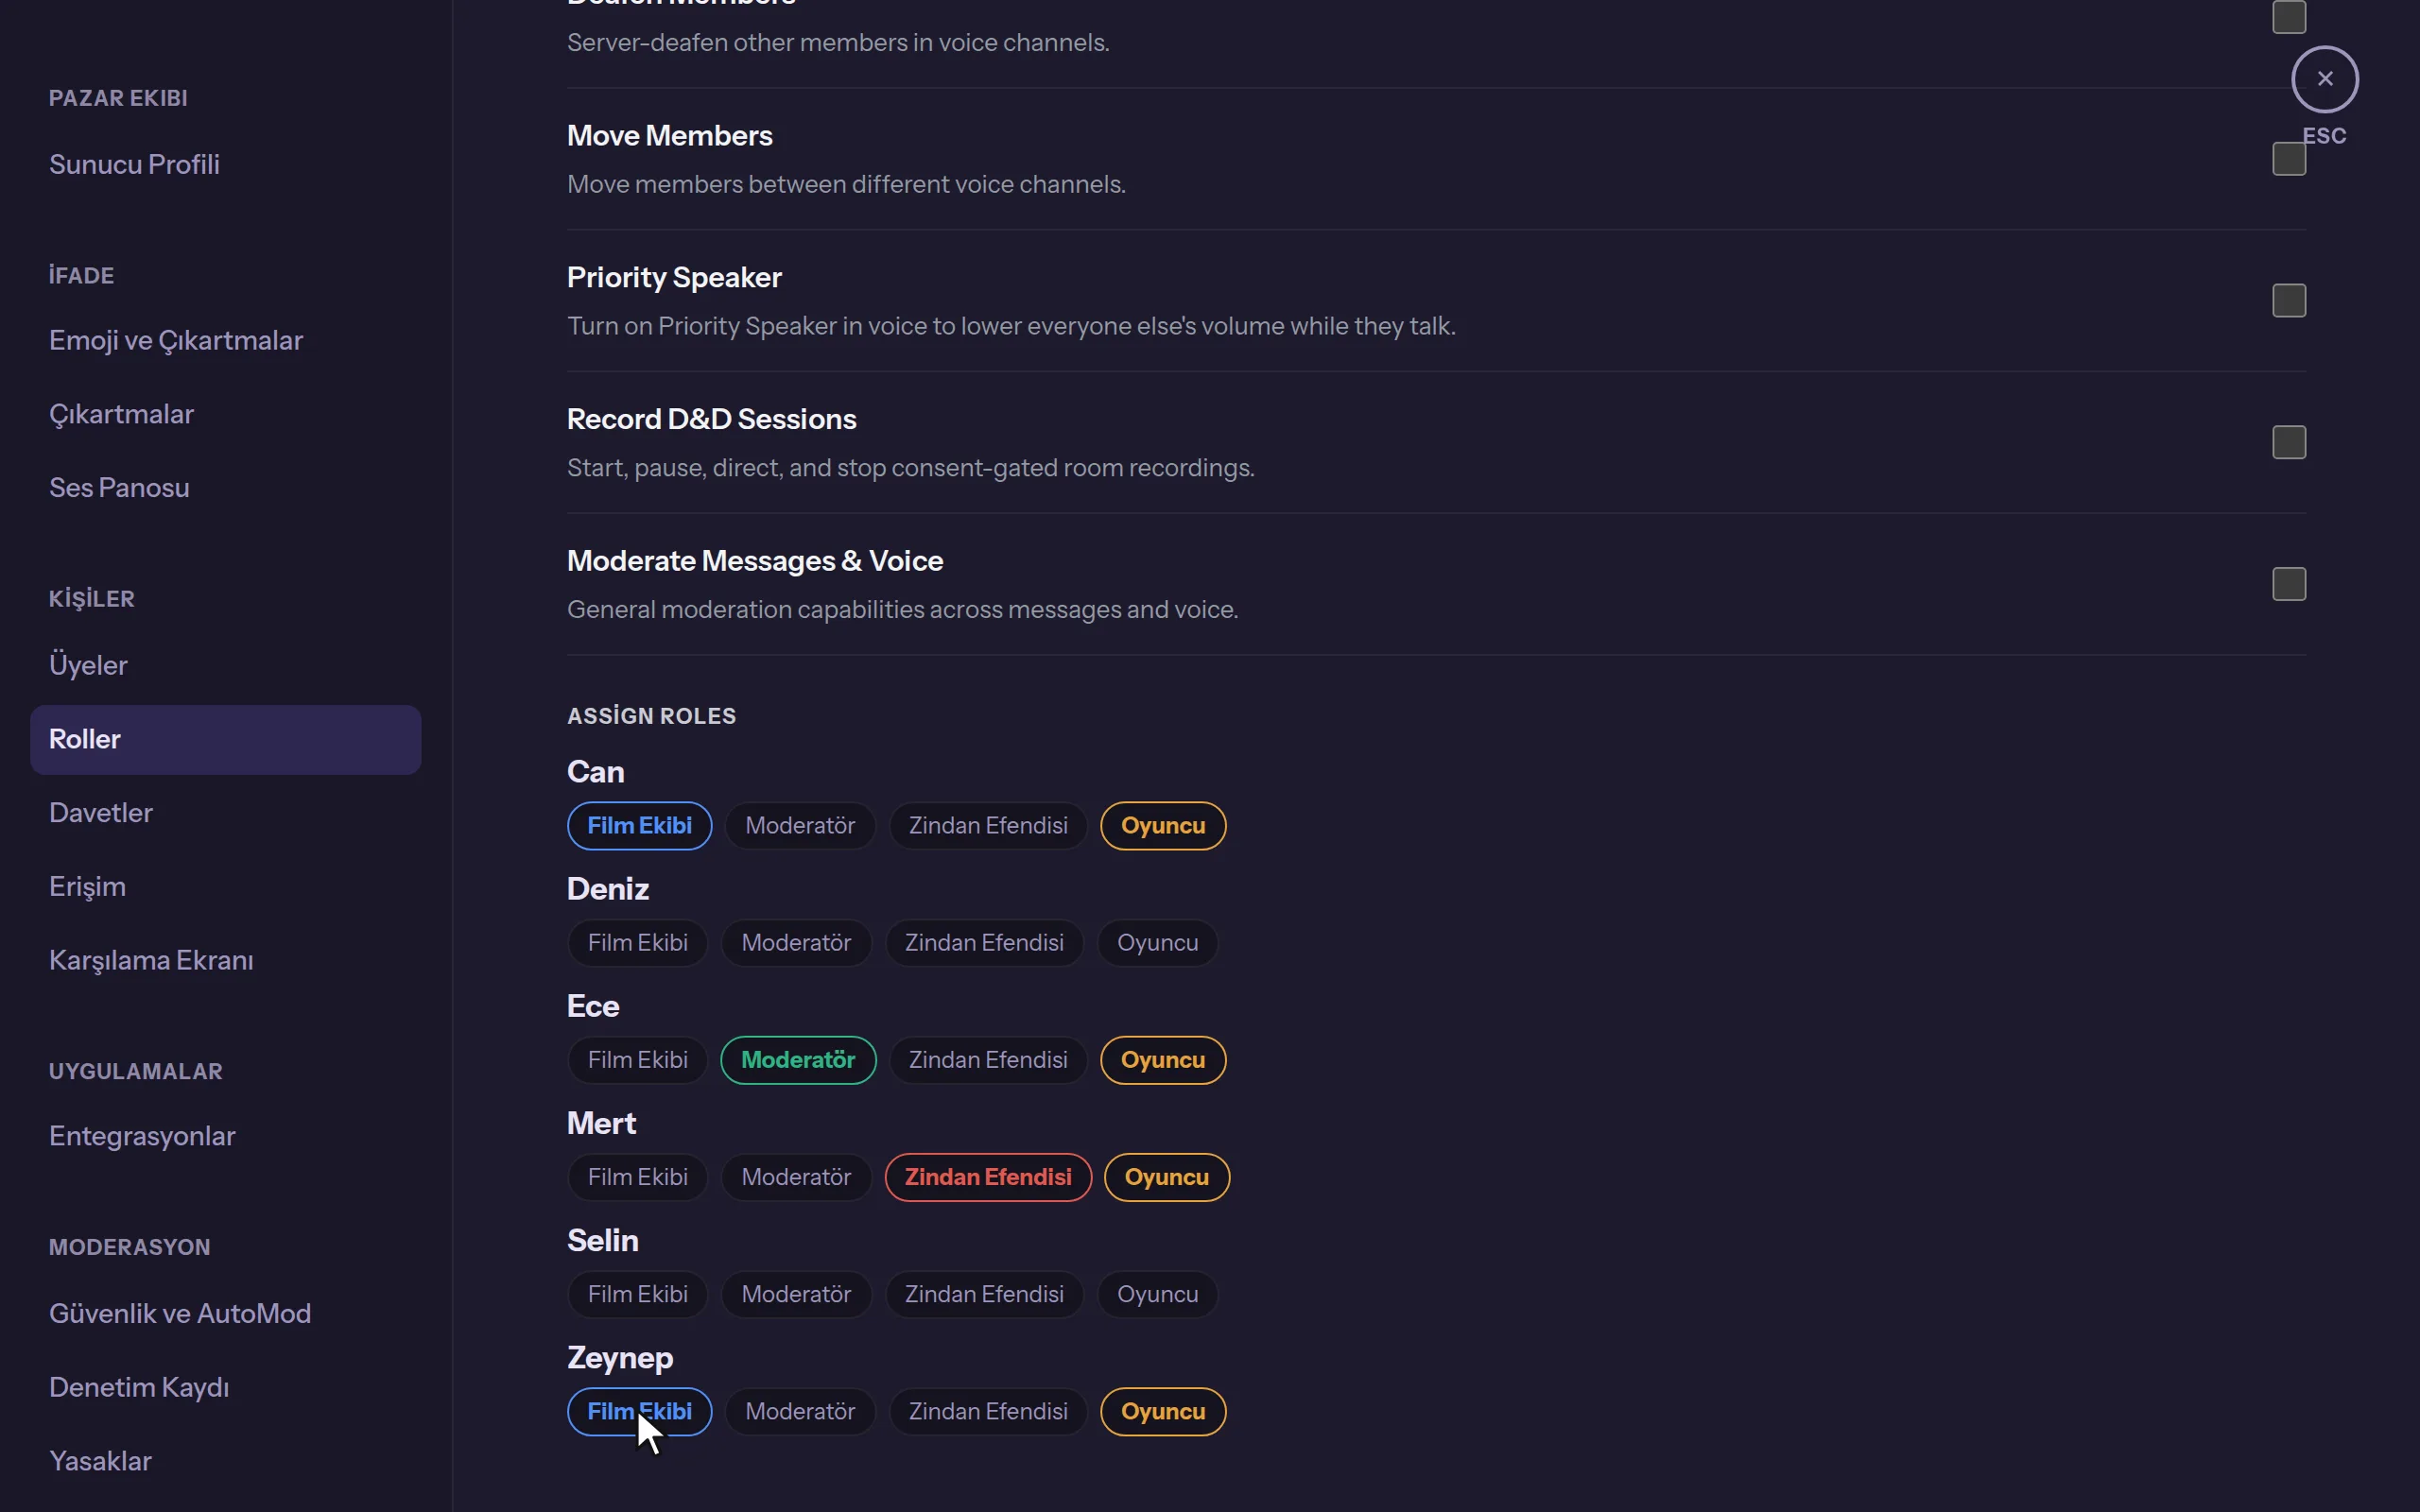 PAZAR EKIBI
Sunucu Profili
İFADE
Emoji ve Çıkartmalar
Çıkartmalar
Ses Panosu
KİŞİLER
Üyeler
Roller
Davetler
Erişim
Karşılama Ekranı
UYGULAMALAR
Entegrasyonlar
MODERASYON
Güvenlik ve AutoMod
Denetim Kaydı
Yasaklar
Deafen Members
Server-deafen other members in voice channels.
×
ESC
Move Members
Move members between different voice channels.
Priority Speaker
Turn on Priority Speaker in voice to lower everyone else's volume while they talk.
Record D&D Sessions
Start, pause, direct, and stop consent-gated room recordings.
Moderate Messages & Voice
General moderation capabilities across messages and voice.
ASSİGN ROLES
Can
Film Ekibi Moderatör Zindan Efendisi Oyuncu
Deniz
Film Ekibi Moderatör Zindan Efendisi Oyuncu
Ece
Film Ekibi Moderatör Zindan Efendisi Oyuncu
Mert
Film Ekibi Moderatör Zindan Efendisi Oyuncu
Selin
Film Ekibi Moderatör Zindan Efendisi Oyuncu
Zeynep
Film Ekibi Moderatör Zindan Efendisi Oyuncu